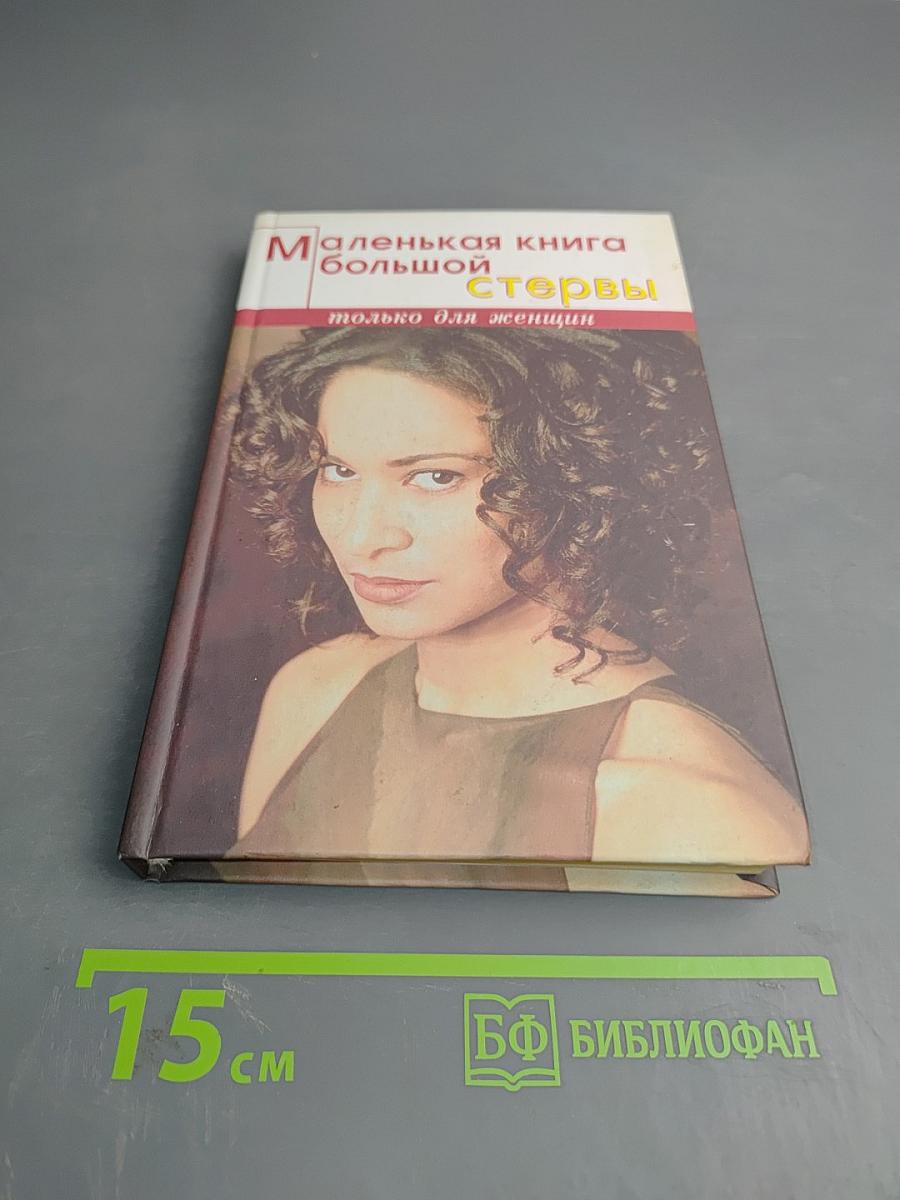 Маленькая книга
большой
стервы
только для женщин
15 см
БФ БИБЛИОФАН